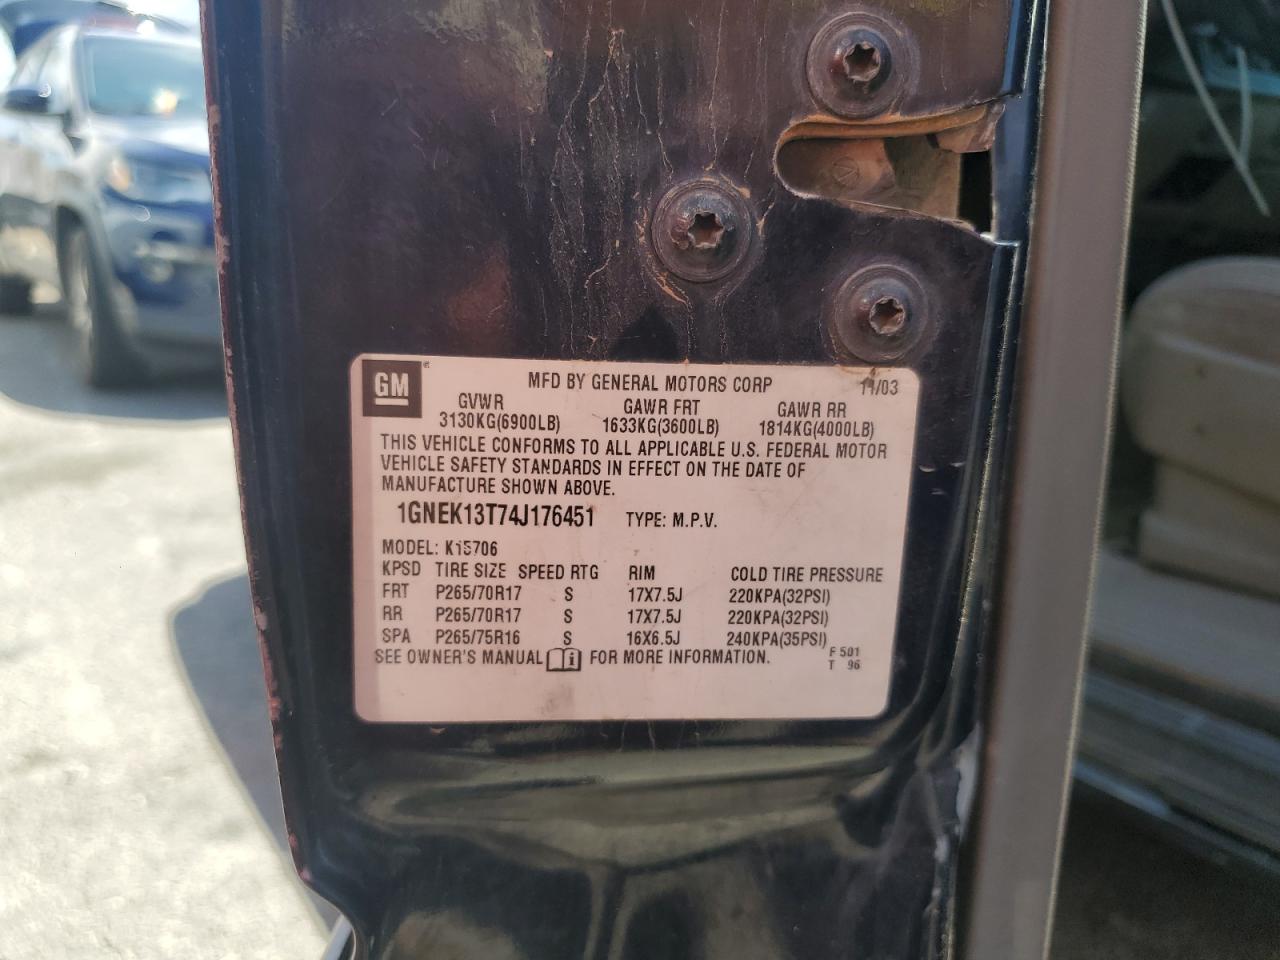 GM® MFD BY GENERAL MOTORS CORP 11/03
GVWR GAWR FRT GAWR RR
3130KG(6900LB) 1633KG(3600LB) 1814KG(4000LB)
THIS VEHICLE CONFORMS TO ALL APPLICABLE U.S. FEDERAL MOTOR
VEHICLE SAFETY STANDARDS IN EFFECT ON THE DATE OF
MANUFACTURE SHOWN ABOVE.
1GNEK13T74J176451 TYPE: M.P.V.
MODEL: K15706
KPSD TIRE SIZE SPEED RTG RIM COLD TIRE PRESSURE
FRT P265/70R17 S 17X7.5J 220KPA(32PSI)
RR P265/70R17 S 17X7.5J 220KPA(32PSI)
SPA P265/75R16 S 16X6.5J 240KPA(35PSI)
SEE OWNER'S MANUAL FOR MORE INFORMATION. F 501
T 96